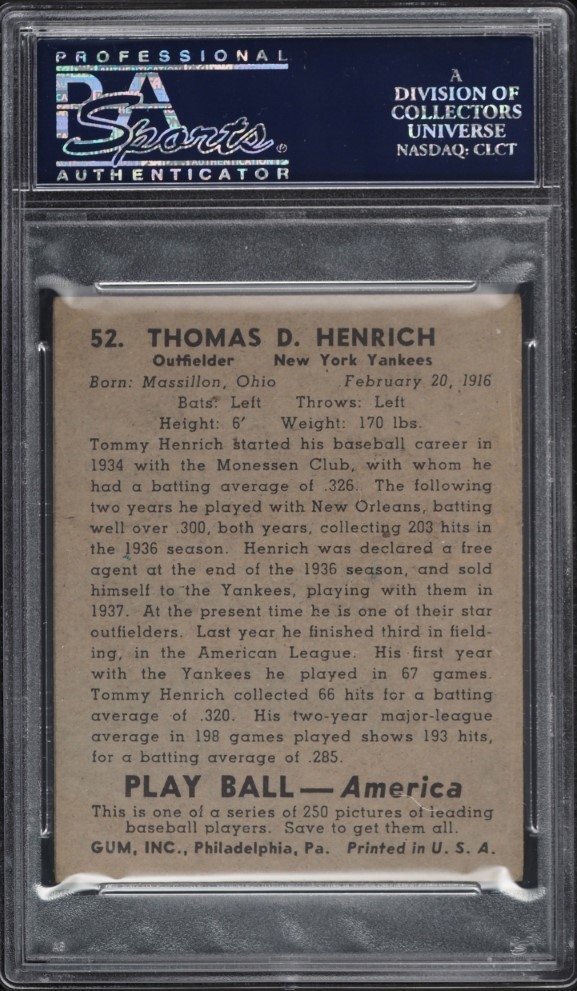 PROFESSIONAL
PSA
Sports®
AUTHENTICATOR
A
DIVISION OF
COLLECTORS
UNIVERSE
NASDAQ: CLCT
52. THOMAS D. HENRICH
Outfielder New York Yankees
Born: Massillon, Ohio February 20, 1916
Bats: Left Throws: Left
Height: 6′ Weight: 170 lbs.
Tommy Henrich started his baseball career in
1934 with the Monessen Club, with whom he
had a batting average of .326. The following
two years he played with New Orleans, batting
well over .300, both years, collecting 203 hits in
the 1936 season. Henrich was declared a free
agent at the end of the 1936 season, and sold
himself to the Yankees, playing with them in
1937. At the present time he is one of their star
outfielders. Last year he finished third in field-
ing, in the American League. His first year
with the Yankees he played in 67 games.
Tommy Henrich collected 66 hits for a batting
average of .320. His two-year major-league
average in 198 games played shows 193 hits,
for a batting average of .285.
PLAY BALL — America
This is one of a series of 250 pictures of leading
baseball players. Save to get them all.
GUM, INC., Philadelphia, Pa. Printed in U. S. A.